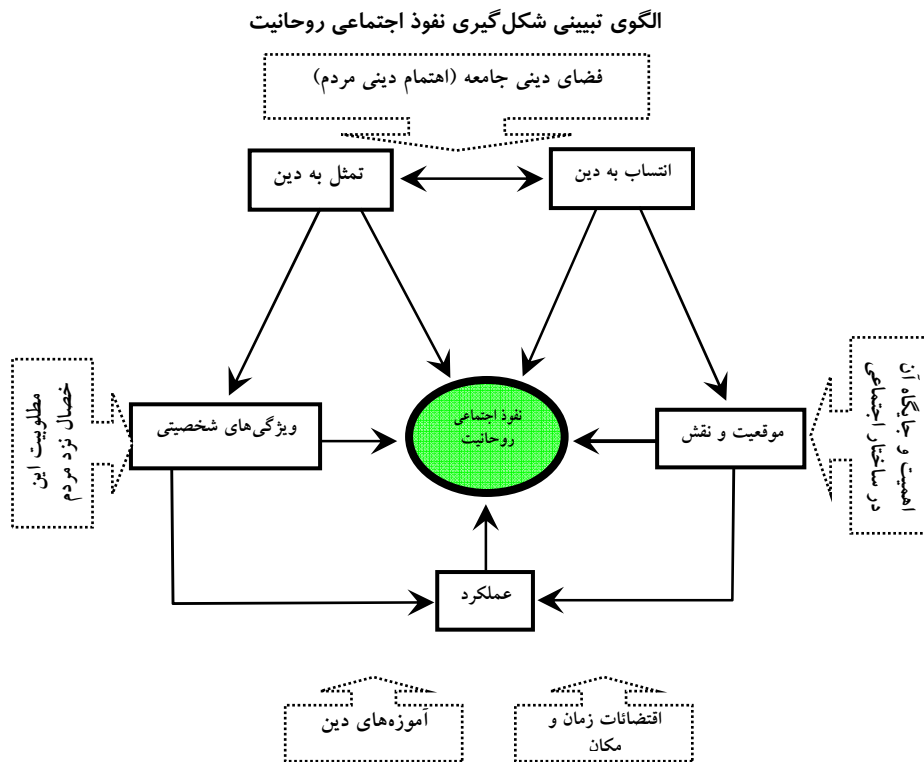 الگوی تبیینی شکل‌گیری نفوذ اجتماعی روحانیت
فضای دینی جامعه (اهتمام دینی مردم)
انتساب به دین
تمثل به دین
اهمیت و جایگاه آن
در ساختار اجتماعی
موقعیت و نقش
نفوذ اجتماعی
روحانیت
ویژگی‌های شخصیتی
مطلوبیت این
خصال نزد مردم
عملکرد
اقتضائات زمان و
مکان
آموزه‌های دین